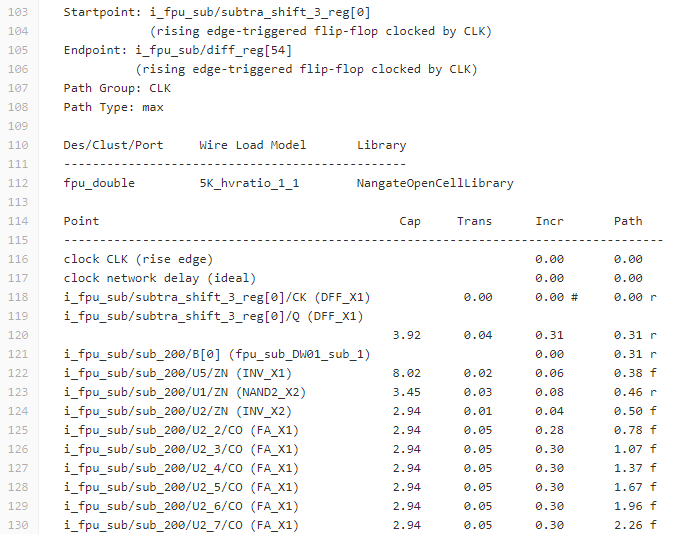 103 Startpoint: i_fpu_sub/subtra_shift_3_reg[0]
104 (rising edge-triggered flip-flop clocked by CLK)
105 Endpoint: i_fpu_sub/diff_reg[54]
106 (rising edge-triggered flip-flop clocked by CLK)
107 Path Group: CLK
108 Path Type: max
109
110 Des/Clust/Port Wire Load Model Library
111 ------------------------------------------------
112 fpu_double 5K_hvratio_1_1 NangateOpenCellLibrary
113
114 Point Cap Trans Incr Path
115 ------------------------------------------------------------------------------------
116 clock CLK (rise edge) 0.00 0.00
117 clock network delay (ideal) 0.00 0.00
118 i_fpu_sub/subtra_shift_3_reg[0]/CK (DFF_X1) 0.00 0.00 # 0.00 r
119 i_fpu_sub/subtra_shift_3_reg[0]/Q (DFF_X1)
120 3.92 0.04 0.31 0.31 r
121 i_fpu_sub/sub_200/B[0] (fpu_sub_DW01_sub_1) 0.00 0.31 r
122 i_fpu_sub/sub_200/U5/ZN (INV_X1) 8.02 0.02 0.06 0.38 f
123 i_fpu_sub/sub_200/U1/ZN (NAND2_X2) 3.45 0.03 0.08 0.46 r
124 i_fpu_sub/sub_200/U2/ZN (INV_X2) 2.94 0.01 0.04 0.50 f
125 i_fpu_sub/sub_200/U2_2/CO (FA_X1) 2.94 0.05 0.28 0.78 f
126 i_fpu_sub/sub_200/U2_3/CO (FA_X1) 2.94 0.05 0.30 1.07 f
127 i_fpu_sub/sub_200/U2_4/CO (FA_X1) 2.94 0.05 0.30 1.37 f
128 i_fpu_sub/sub_200/U2_5/CO (FA_X1) 2.94 0.05 0.30 1.67 f
129 i_fpu_sub/sub_200/U2_6/CO (FA_X1) 2.94 0.05 0.30 1.96 f
130 i_fpu_sub/sub_200/U2_7/CO (FA_X1) 2.94 0.05 0.30 2.26 f